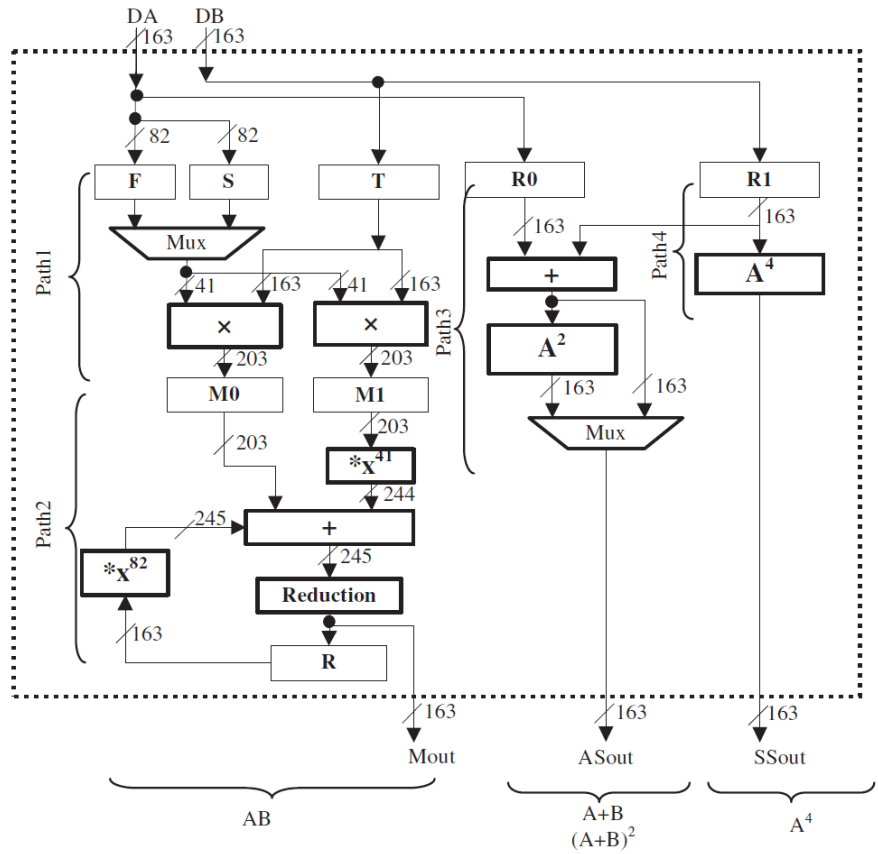 DA DB
163 163
82 82
F S T R0 R1
163 163
Mux
41 163 41 163
+ A⁴
× ×
A²
203 203
163 163
M0 M1
Mux
203 203
*x⁴¹
244
245 +
*x⁸² 245
Reduction
163
R
Path1
Path2
Path3
Path4
163 163 163
Mout ASout SSout
AB A+B A⁴
(A+B)²